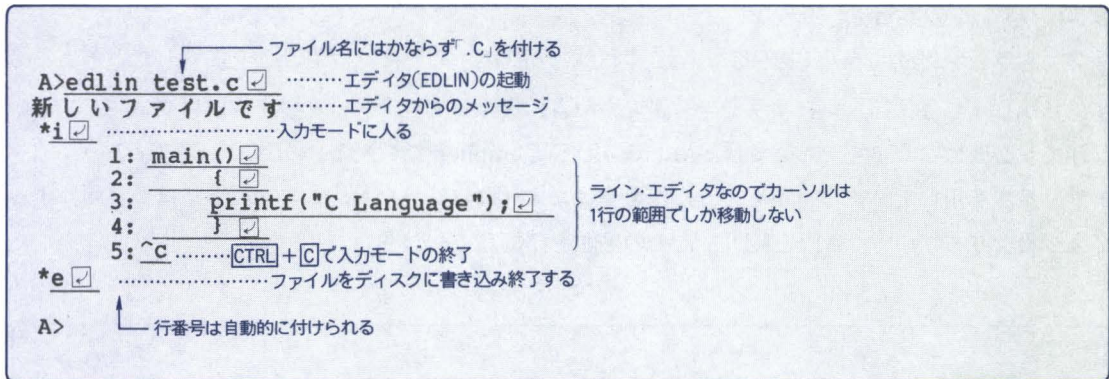 ファイル名にはかならず「.C」を付ける
A>edlin test.c ↵ ………エディタ(EDLIN)の起動
新しいファイルです………エディタからのメッセージ
*i ↵ ……………………入力モードに人る
1: main() ↵
2: { ↵
3: printf("C Language"); ↵
4: } ↵
ライン・エディタなのでカーソルは
1行の範囲でしか移動しない
5: ^C ………CTRL+Cで入力モードの終了
*e ↵ ……………………ファイルをディスクに書き込み終了する
A> 行番号は自動的に付けられる